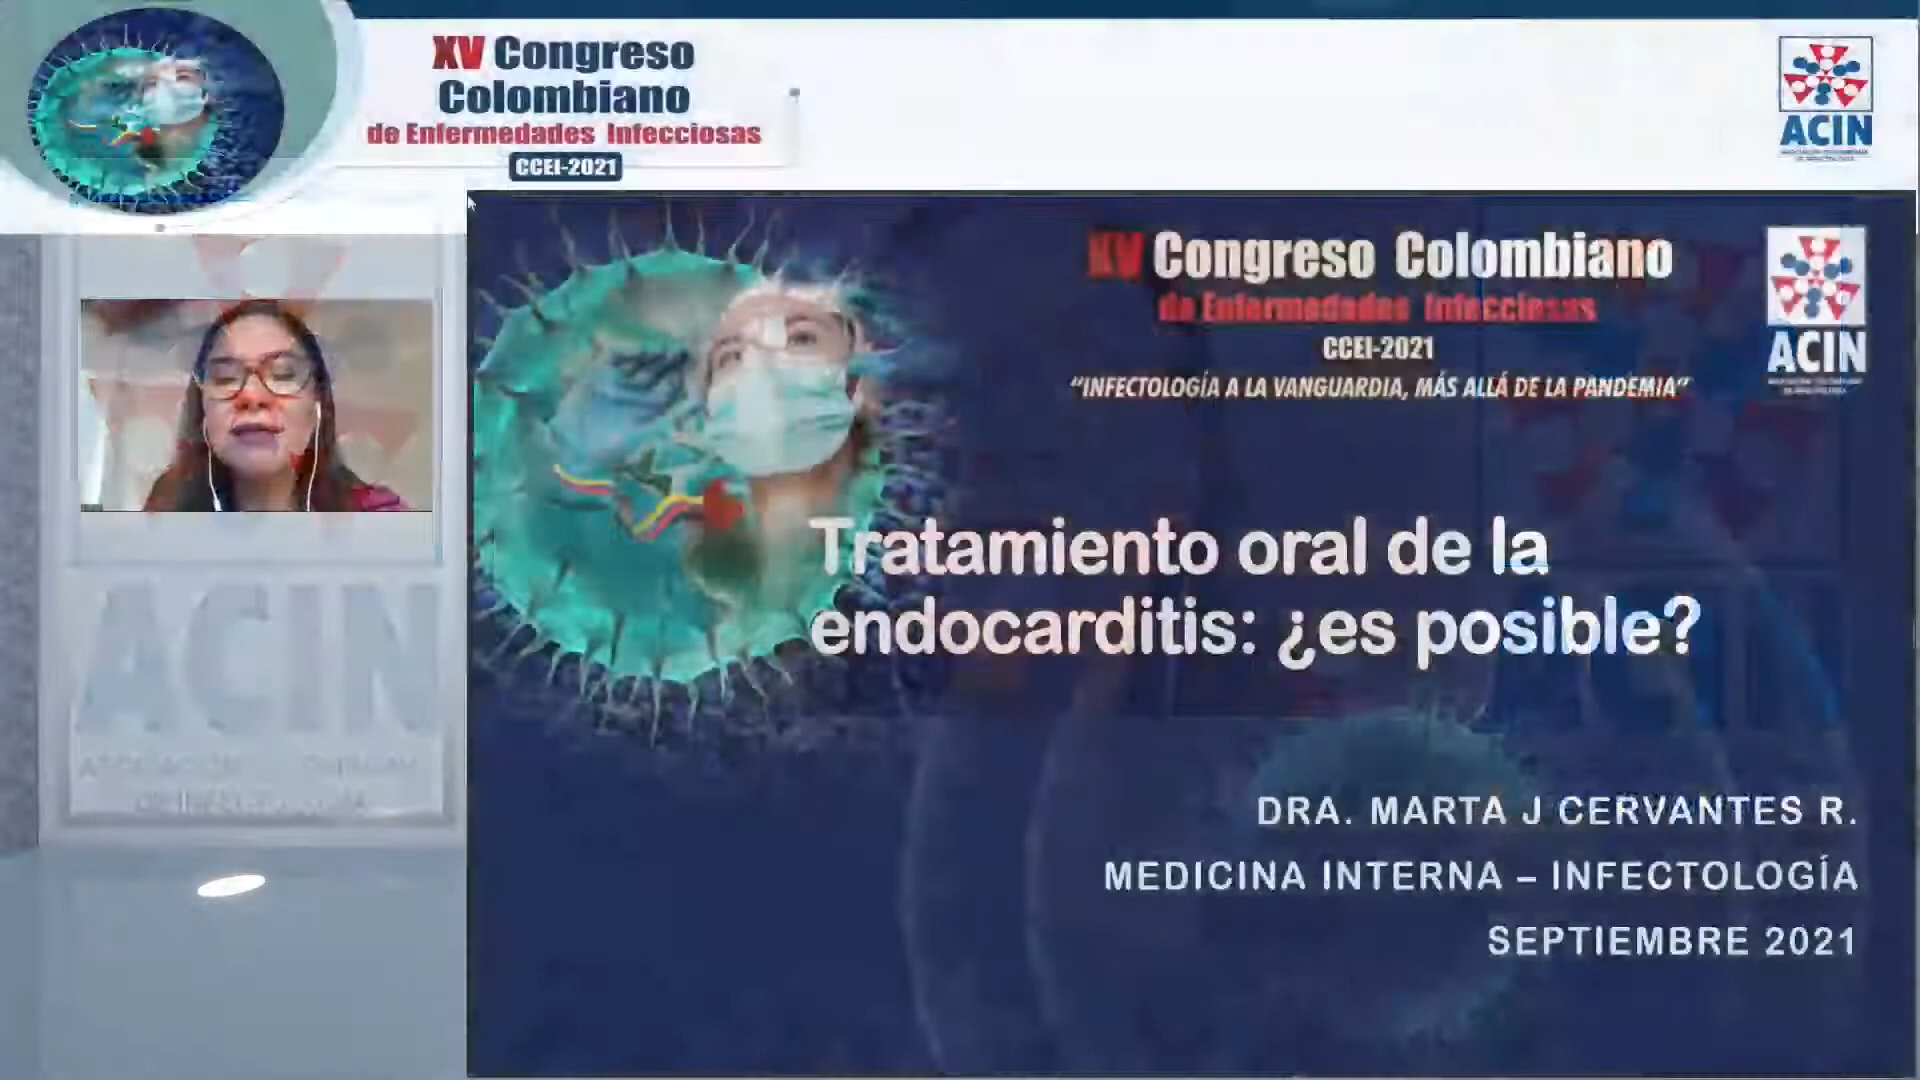 XV Congreso
Colombiano
de Enfermedades Infecciosas
CCEI-2021
ACIN
XV Congreso Colombiano
de Enfermedades Infecciosas
CCEI-2021
“INFECTOLOGÍA A LA VANGUARDIA, MÁS ALLÁ DE LA PANDEMIA”
ACIN
Tratamiento oral de la
endocarditis: ¿es posible?
DRA. MARTA J CERVANTES R.
MEDICINA INTERNA – INFECTOLOGÍA
SEPTIEMBRE 2021
ACIN